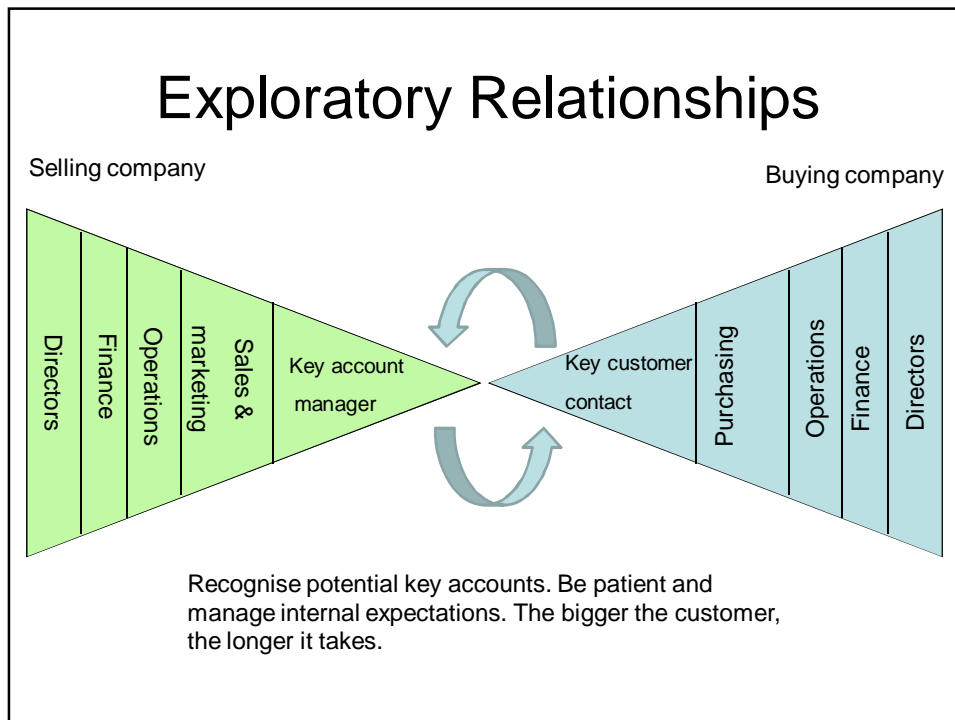 Exploratory Relationships
Selling company
Buying company
Directors
Finance
Operations
Sales &
marketing
Key account
manager
Key customer
contact
Purchasing
Operations
Finance
Directors
Recognise potential key accounts. Be patient and
manage internal expectations. The bigger the customer,
the longer it takes.